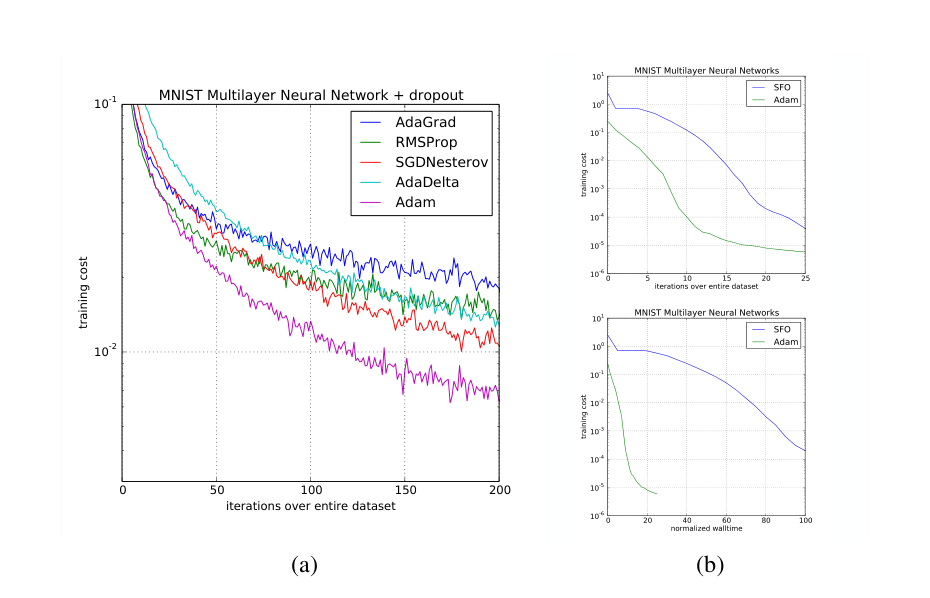 MNIST Multilayer Neural Network + dropout
10^-1
AdaGrad
RMSProp
SGDNesterov
AdaDelta
Adam
training cost
10^-2
0 50 100 150 200
iterations over entire dataset
(a)
MNIST Multilayer Neural Networks
SFO
Adam
10^1
10^0
10^-1
10^-2
10^-3
10^-4
10^-5
10^-6
training cost
0 5 10 15 20 25
iterations over entire dataset
MNIST Multilayer Neural Networks
SFO
Adam
10^1
10^0
10^-1
10^-2
10^-3
10^-4
10^-5
10^-6
training cost
0 20 40 60 80 100
normalized walltime
(b)